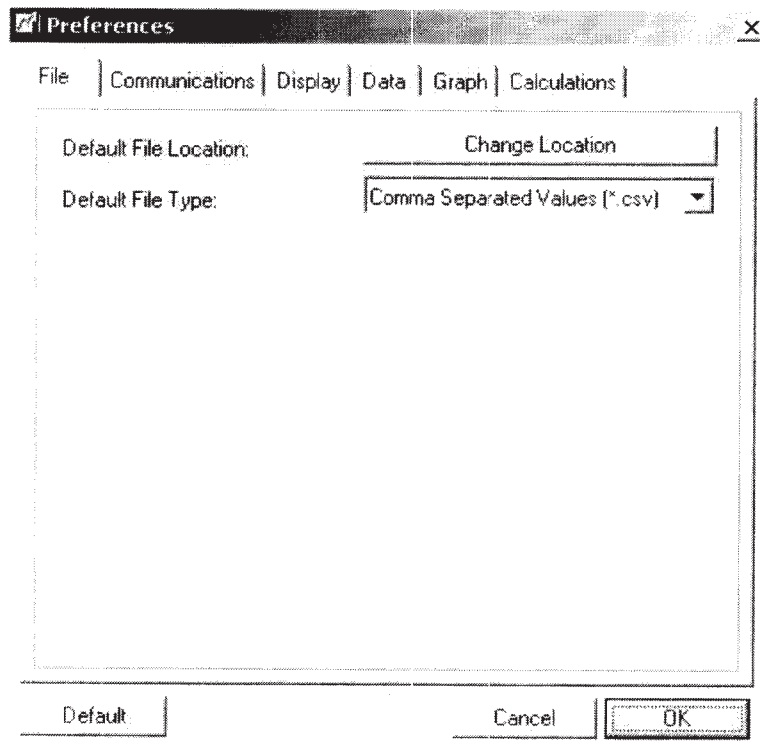 Preferences
File Communications Display Data Graph Calculations
Default File Location: Change Location
Default File Type: Comma Separated Values (*.csv)
Default Cancel OK